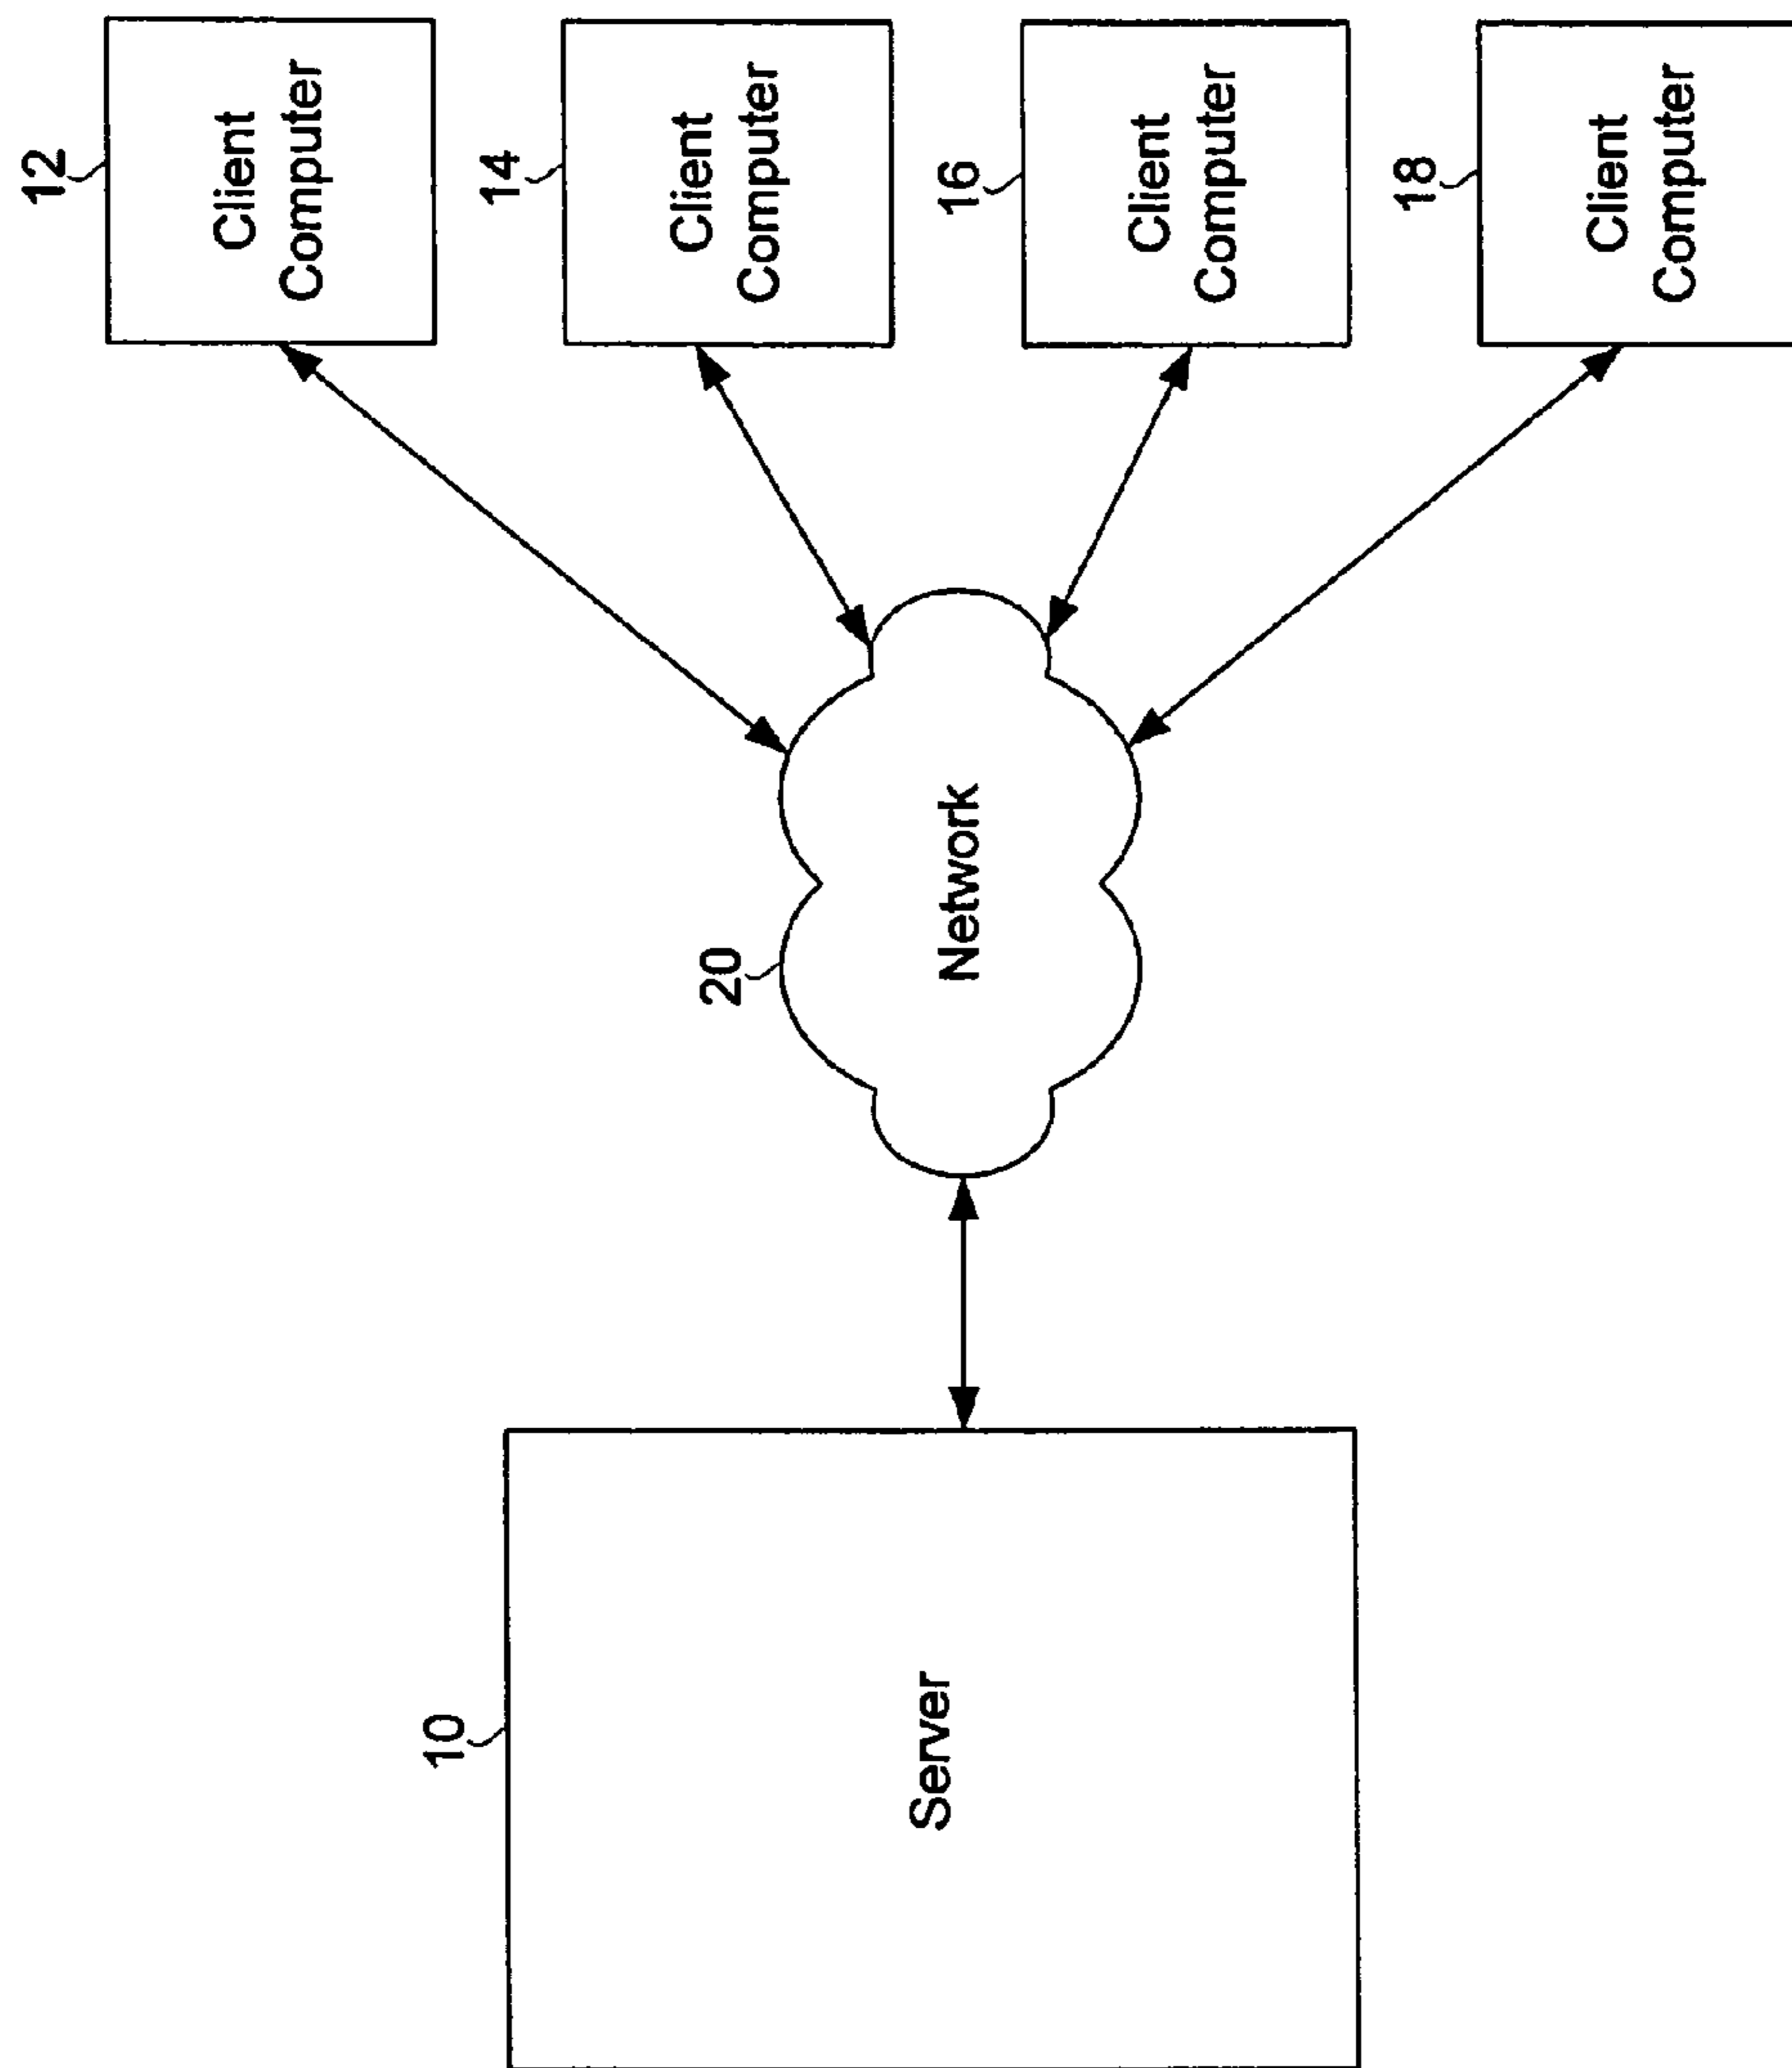 12
Client
Computer
14
Client
Computer
16
Client
Computer
18
Client
Computer
20
Network
10
Server